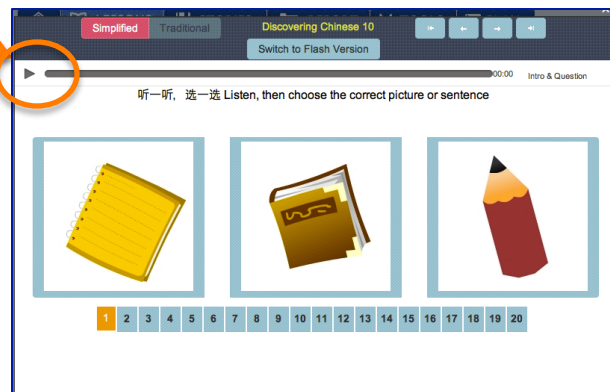 Simplified Traditional Discovering Chinese 10
Switch to Flash Version
00:00 Intro & Question
听一听, 选一选 Listen, then choose the correct picture or sentence
1 2 3 4 5 6 7 8 9 10 11 12 13 14 15 16 17 18 19 20